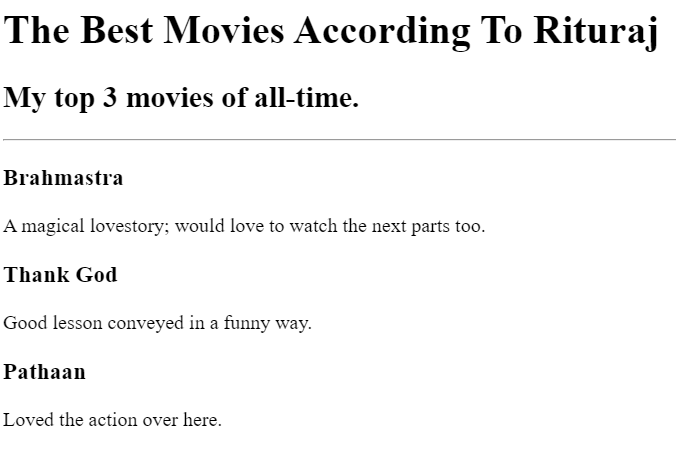 The Best Movies According To Rituraj
My top 3 movies of all-time.
Brahmastra
A magical lovestory; would love to watch the next parts too.
Thank God
Good lesson conveyed in a funny way.
Pathaan
Loved the action over here.